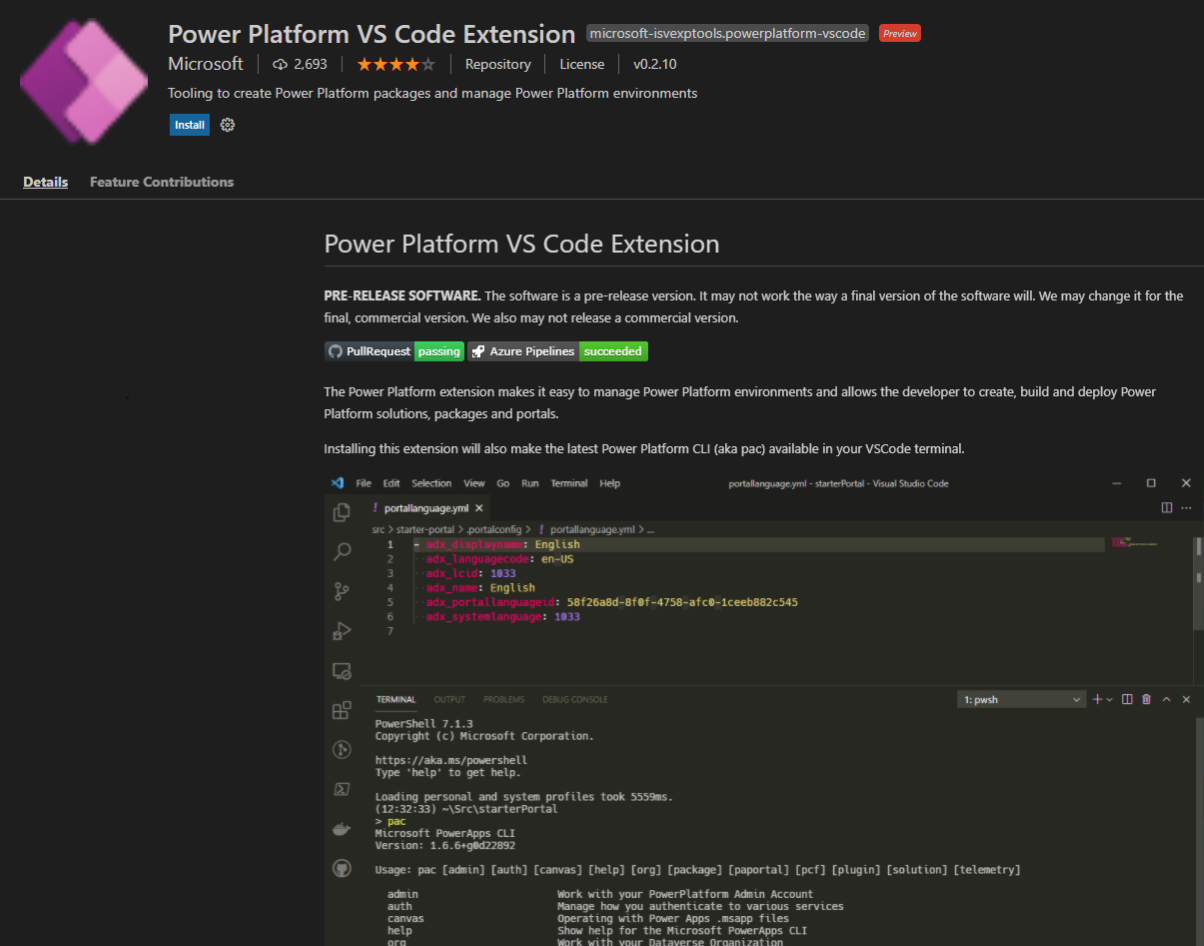 Power Platform VS Code Extension microsoft-isvexptools.powerplatform-vscode Preview
Microsoft 2,693 Repository License v0.2.10
Tooling to create Power Platform packages and manage Power Platform environments
Install
Details Feature Contributions
Power Platform VS Code Extension
PRE-RELEASE SOFTWARE. The software is a pre-release version. It may not work the way a final version of the software will. We may change it for the
final, commercial version. We also may not release a commercial version.
PullRequest passing Azure Pipelines succeeded
The Power Platform extension makes it easy to manage Power Platform environments and allows the developer to create, build and deploy Power
Platform solutions, packages and portals.
Installing this extension will also make the latest Power Platform CLI (aka pac) available in your VSCode terminal.
File Edit Selection View Go Run Terminal Help portallanguage.yml - starterPortal - Visual Studio Code
! portallanguage.yml
src > starter-portal > .portalconfig > ! portallanguage.yml > ...
1 - adx_displayname: English
2 adx_languagecode: en-US
3 adx_lcid: 1033
4 adx_name: English
5 adx_portallanguageid: 58f26a8d-8f0f-4758-afc0-1ceeb882c545
6 adx_systemlanguage: 1033
7
TERMINAL OUTPUT PROBLEMS DEBUG CONSOLE 1: pwsh
PowerShell 7.1.3
Copyright (c) Microsoft Corporation.
https://aka.ms/powershell
Type 'help' to get help.
Loading personal and system profiles took 5559ms.
(12:32:33) ~\Src\starterPortal
> pac
Microsoft PowerApps CLI
Version: 1.6.6+g0d22892
Usage: pac [admin] [auth] [canvas] [help] [org] [package] [paportal] [pcf] [plugin] [solution] [telemetry]
admin Work with your PowerPlatform Admin Account
auth Manage how you authenticate to various services
canvas Operating with Power Apps .msapp files
help Show help for the Microsoft PowerApps CLI
org Work with your Dataverse Organization